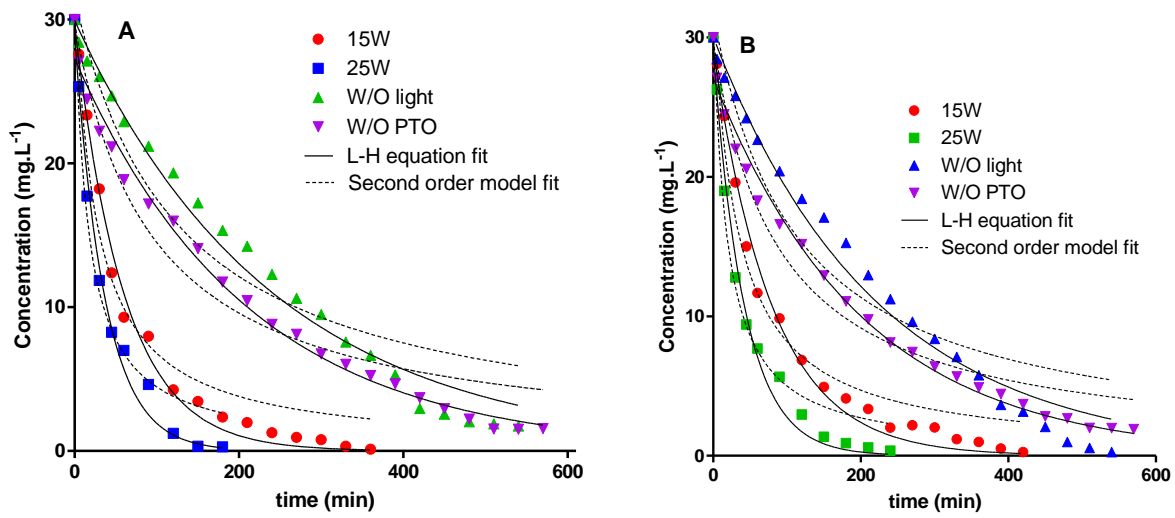 A
15W
25W
W/O light
W/O PTO
L-H equation fit
Second order model fit
Concentration (mg.L-1)
30
20
10
0
0
200
400
600
time (min)
B
15W
25W
W/O light
W/O PTO
L-H equation fit
Second order model fit
Concentration (mg.L-1)
30
20
10
0
0
200
400
600
time (min)